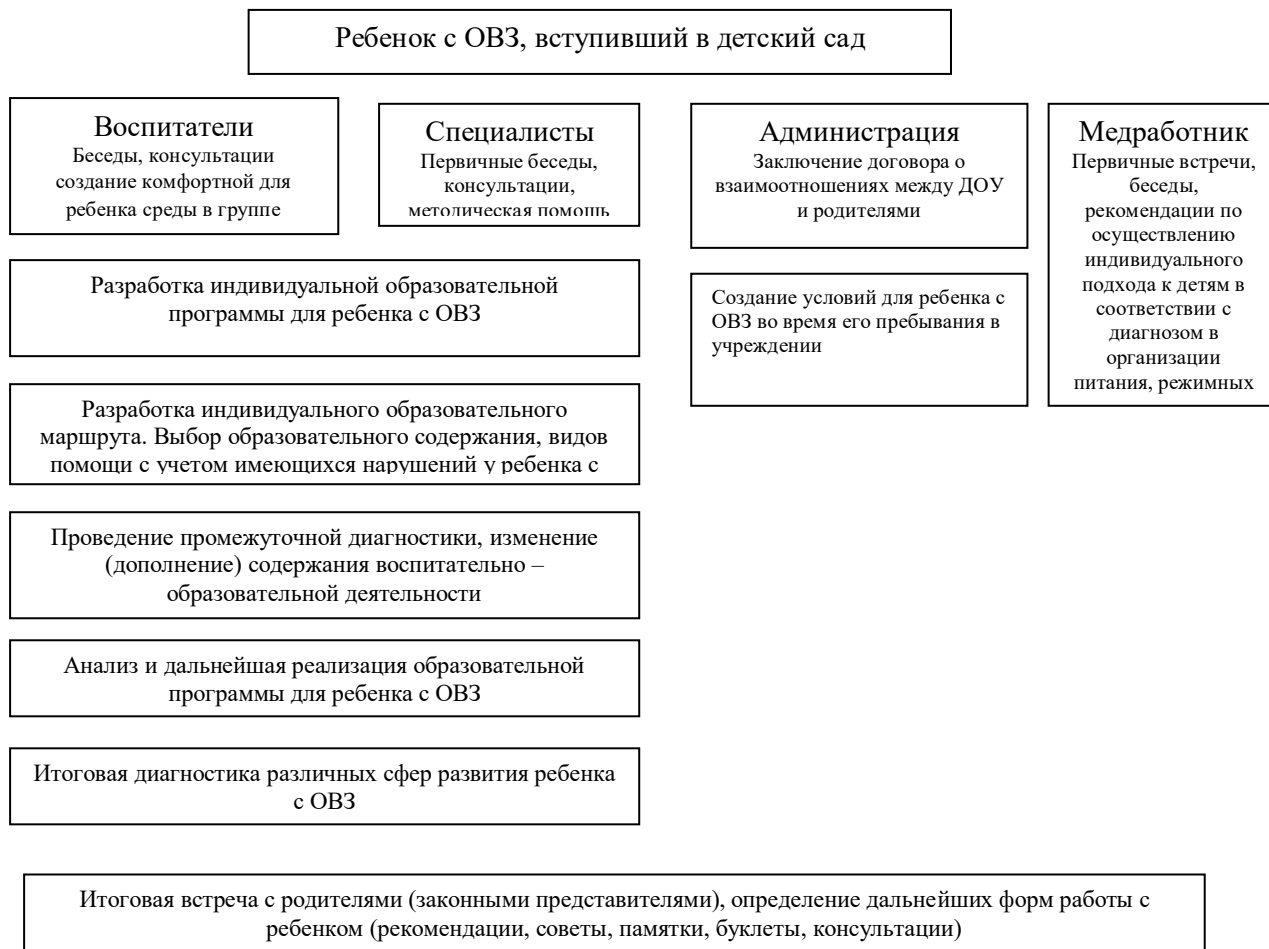 Ребенок с ОВЗ, вступивший в детский сад
Воспитатели
Беседы, консультации
создание комфортной для
ребенка среды в группе
Специалисты
Первичные беседы,
консультации,
методическая помощь
Администрация
Заключение договора о
взаимоотношениях между ДОУ
и родителями
Медработник
Первичные встречи,
беседы,
рекомендации по
осуществлению
индивидуального
подхода к детям в
соответствии с
диагнозом в
организации
питания, режимных
Разработка индивидуальной образовательной
программы для ребенка с ОВЗ
Создание условий для ребенка с
ОВЗ во время его пребывания в
учреждении
Разработка индивидуального образовательного
маршрута. Выбор образовательного содержания, видов
помощи с учетом имеющихся нарушений у ребенка с
Проведение промежуточной диагностики, изменение
(дополнение) содержания воспитательно –
образовательной деятельности
Анализ и дальнейшая реализация образовательной
программы для ребенка с ОВЗ
Итоговая диагностика различных сфер развития ребенка
с ОВЗ
Итоговая встреча с родителями (законными представителями), определение дальнейших форм работы с
ребенком (рекомендации, советы, памятки, буклеты, консультации)